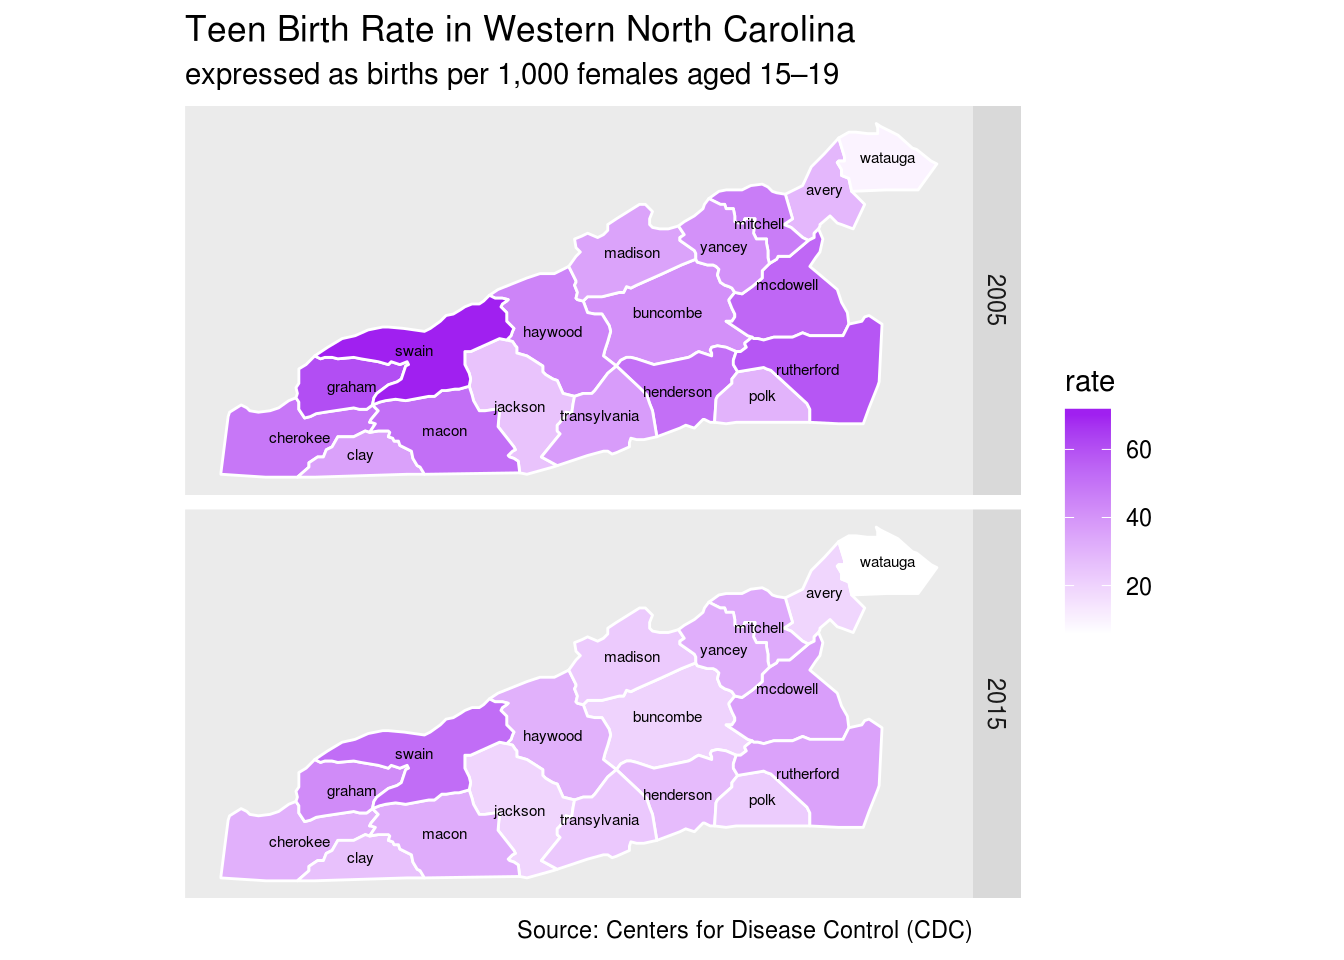 Teen Birth Rate in Western North Carolina
expressed as births per 1,000 females aged 15–19
watauga
avery
mitchell
yancey
madison
mcdowell
buncombe
haywood
swain
rutherford
graham
henderson
polk
jackson
transylvania
macon
cherokee
clay
2005
rate
60
40
20
watauga
avery
mitchell
yancey
madison
mcdowell
buncombe
haywood
swain
rutherford
graham
henderson
polk
jackson
transylvania
macon
cherokee
clay
2015
Source: Centers for Disease Control (CDC)